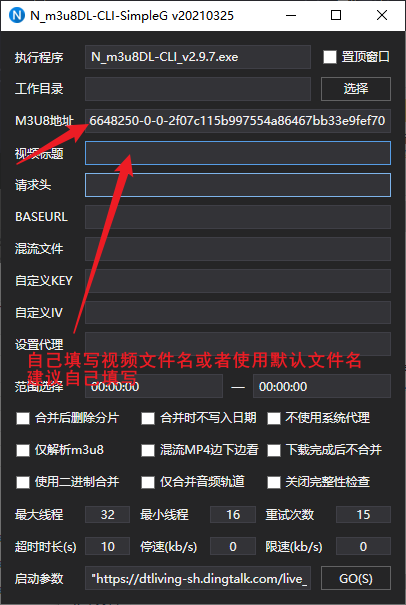 N_m3u8DL-CLI-SimpleG v20210325
执行程序 N_m3u8DL-CLI_v2.9.7.exe 置顶窗口
工作目录 选择
M3U8地址 6648250-0-0-2f07c115b997554a86467bb33e9fef70
视频标题
请求头
BASEURL
混流文件
自定义KEY
自定义IV
设置代理
自己填写视频文件名或者使用默认文件名
建议自己填写
范围选择 00:00:00 — 00:00:00
合并后删除分片 合并时不写入日期 不使用系统代理
仅解析m3u8 混流MP4边下边看 下载完成后不合并
使用二进制合并 仅合并音频轨道 关闭完整性检查
最大线程 32 最小线程 16 重试次数 15
超时时长(s) 10 停速(kb/s) 0 限速(kb/s) 0
启动参数 "https://dtliving-sh.dingtalk.com/live_ GO(S)